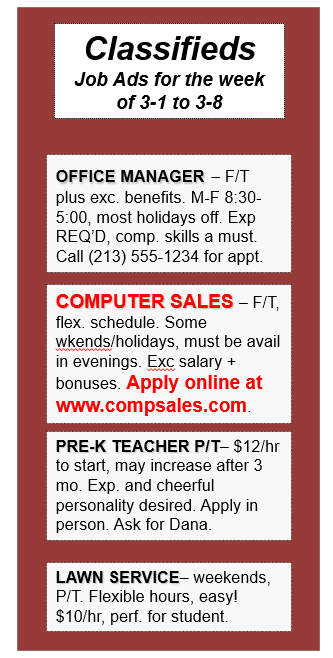 Classifieds
Job Ads for the week
of 3-1 to 3-8
OFFICE MANAGER – F/T
plus exc. benefits. M-F 8:30-
5:00, most holidays off. Exp
REQ’D, comp. skills a must.
Call (213) 555-1234 for appt.
COMPUTER SALES – F/T,
flex. schedule. Some
wkends/holidays, must be avail
in evenings. Exc salary +
bonuses. Apply online at
www.compsales.com.
PRE-K TEACHER P/T– $12/hr
to start, may increase after 3
mo. Exp. and cheerful
personality desired. Apply in
person. Ask for Dana.
LAWN SERVICE– weekends,
P/T. Flexible hours, easy!
$10/hr, perf. for student.